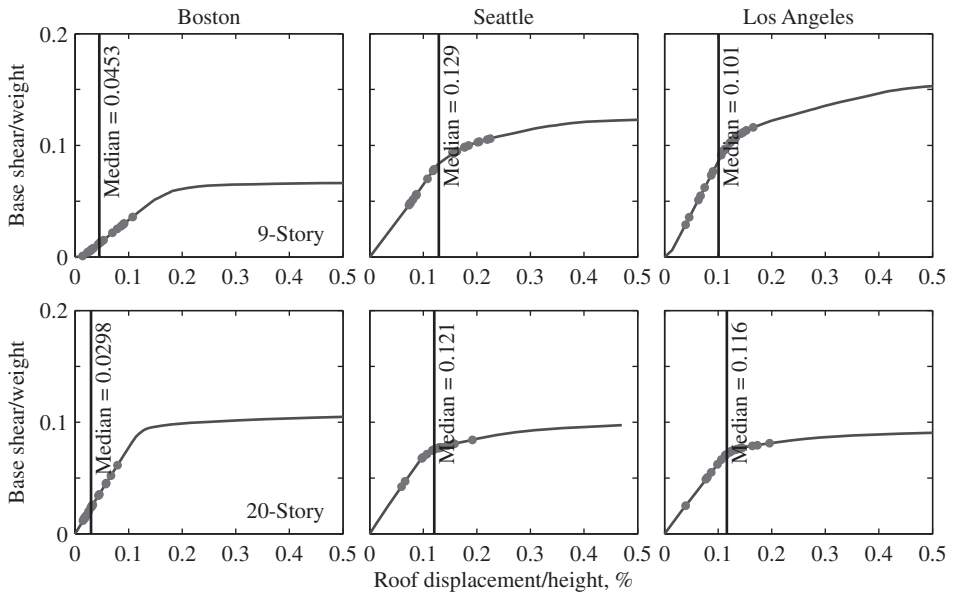 Boston
Seattle
Los Angeles
Base shear/weight
0.2
0.1
0
Median = 0.0453
9-Story
0 0.1 0.2 0.3 0.4 0.5
Median = 0.129
0 0.1 0.2 0.3 0.4 0.5
Median = 0.101
0 0.1 0.2 0.3 0.4 0.5
Base shear/weight
0.2
0.1
0
Median = 0.0298
20-Story
0 0.1 0.2 0.3 0.4 0.5
Median = 0.121
0 0.1 0.2 0.3 0.4 0.5
Median = 0.116
0 0.1 0.2 0.3 0.4 0.5
Roof displacement/height, %